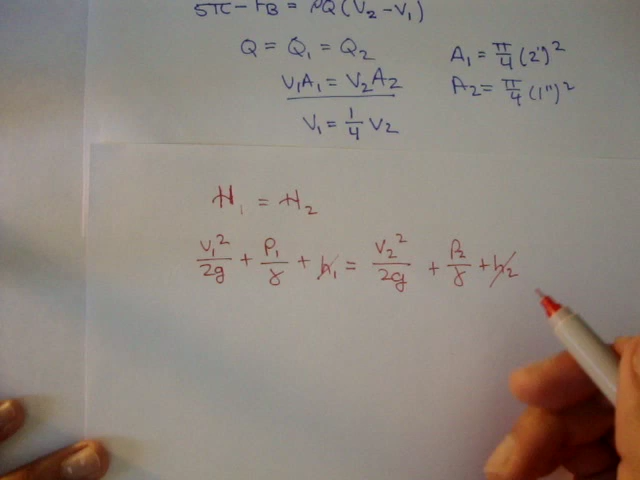 5π - FB = ρQ(V₂ - V₁)
Q = Q₁ = Q₂
A₁ = π/4 (2")²
V₁A₁ = V₂A₂
A₂ = π/4 (1")²
V₁ = 1/4 V₂
H₁ = H₂
V₁²/2g + P₁/γ + h₁ = V₂²/2g + P₂/γ + h₂